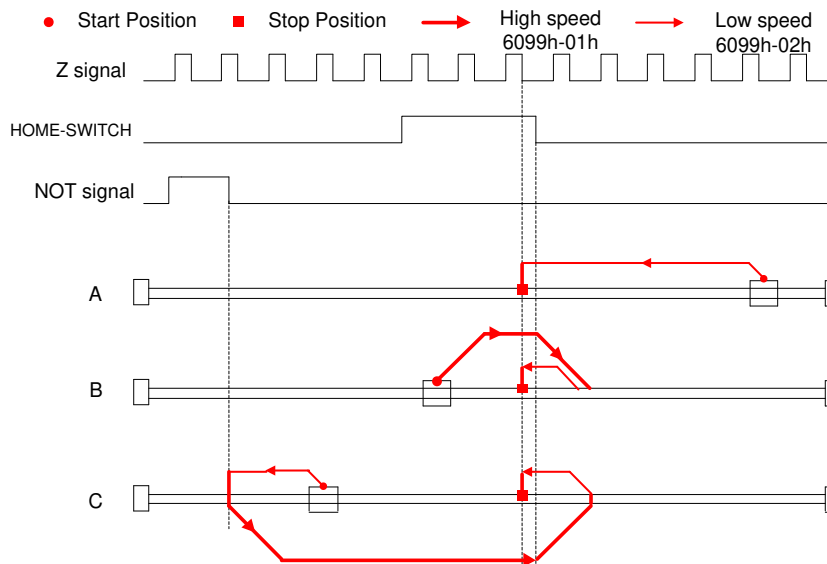 Start Position
Stop Position
High speed
6099h-01h
Low speed
6099h-02h
Z signal
HOME-SWITCH
NOT signal
A
B
C